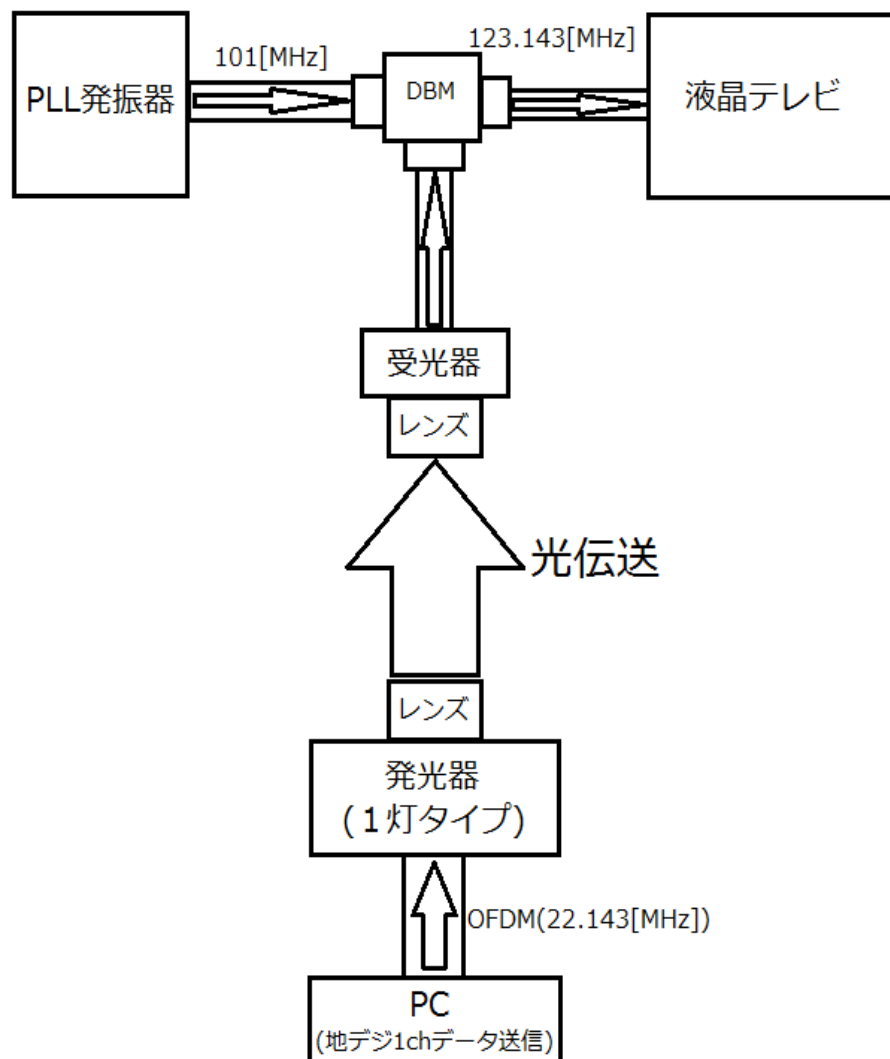 101[MHz]
123.143[MHz]
PLL発振器
DBM
液晶テレビ
受光器
レンズ
光伝送
レンズ
発光器
(１灯タイプ)
OFDM(22.143[MHz])
PC
(地デジ1chデータ送信)